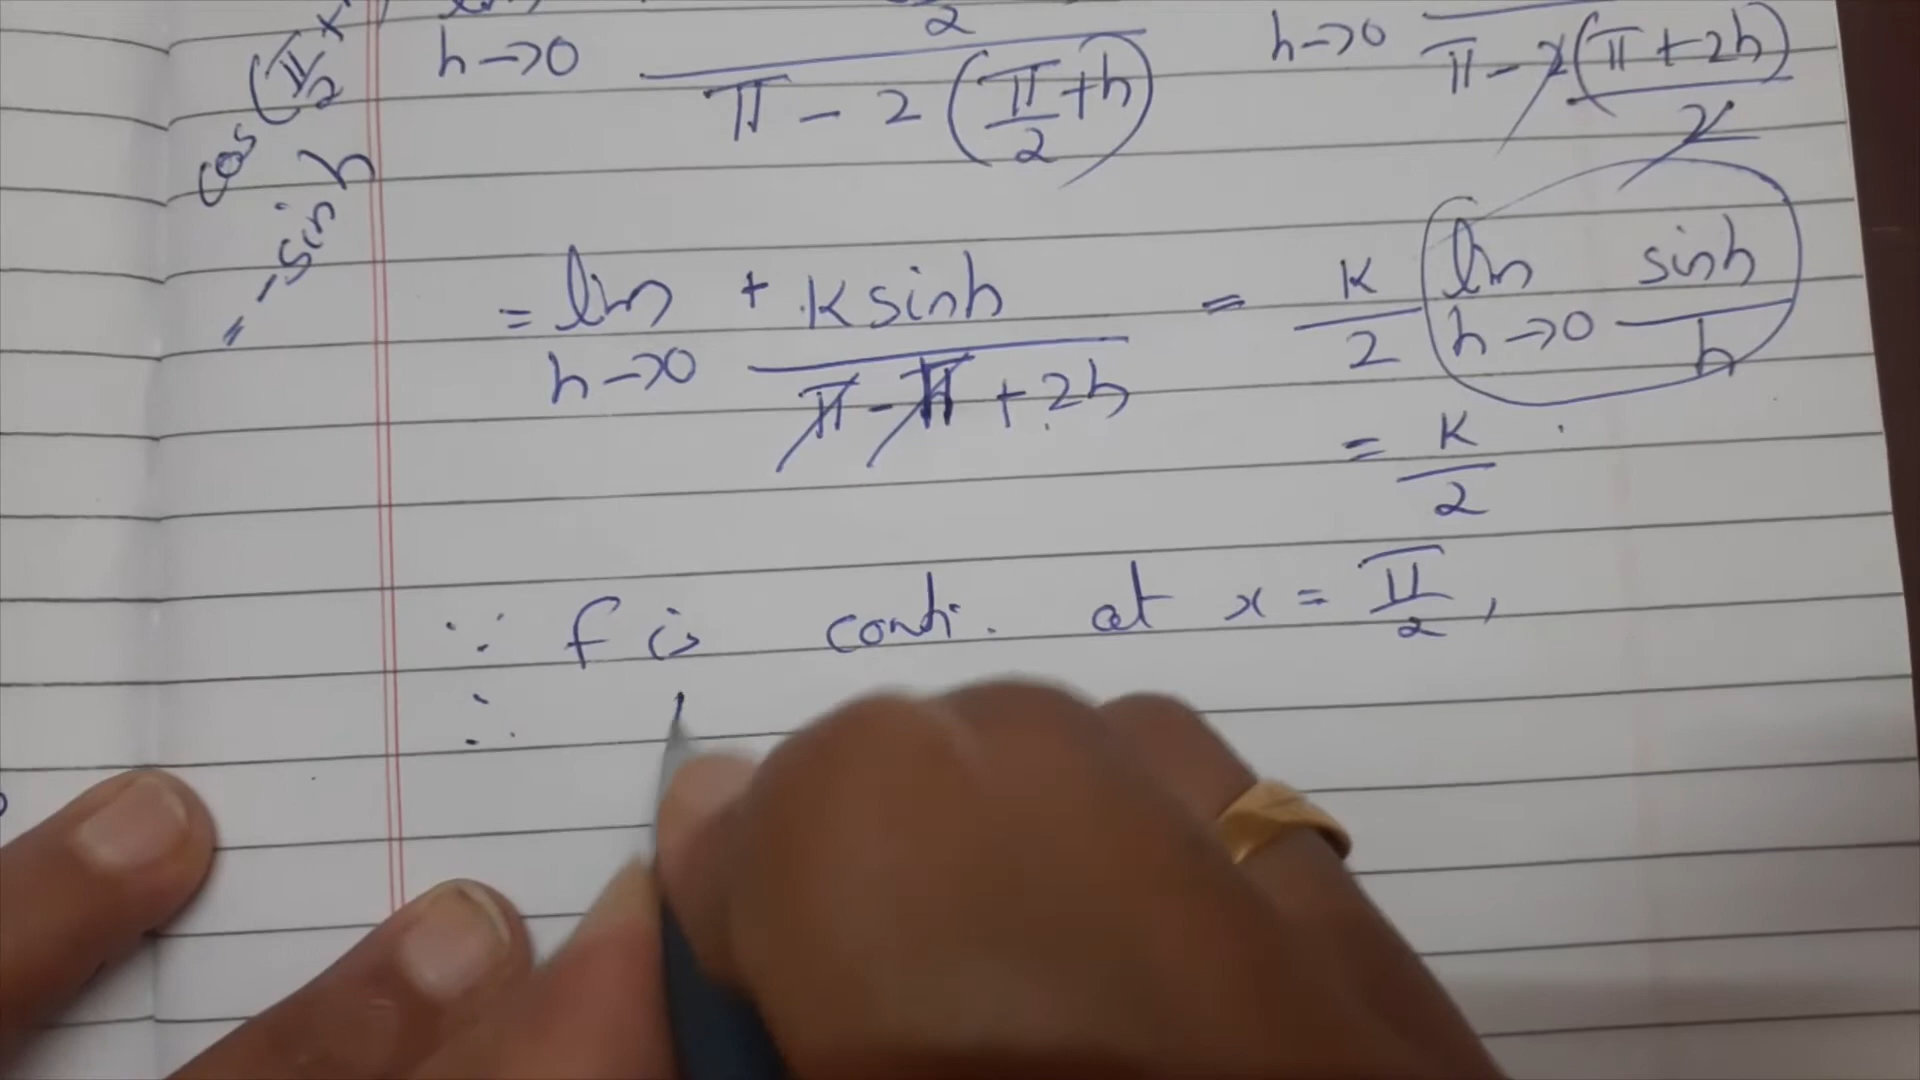 h→0 2/(π - 2(π/2 + h)) h→0 π - 2(π + 2h)/2
cos(π/2 +
= - sin h
= lim h→0 + k sin h/(π - π + 2h) = k/2 lim h→0 sin h/h
= k/2
∵ f is conti. at x = π/2,
∴